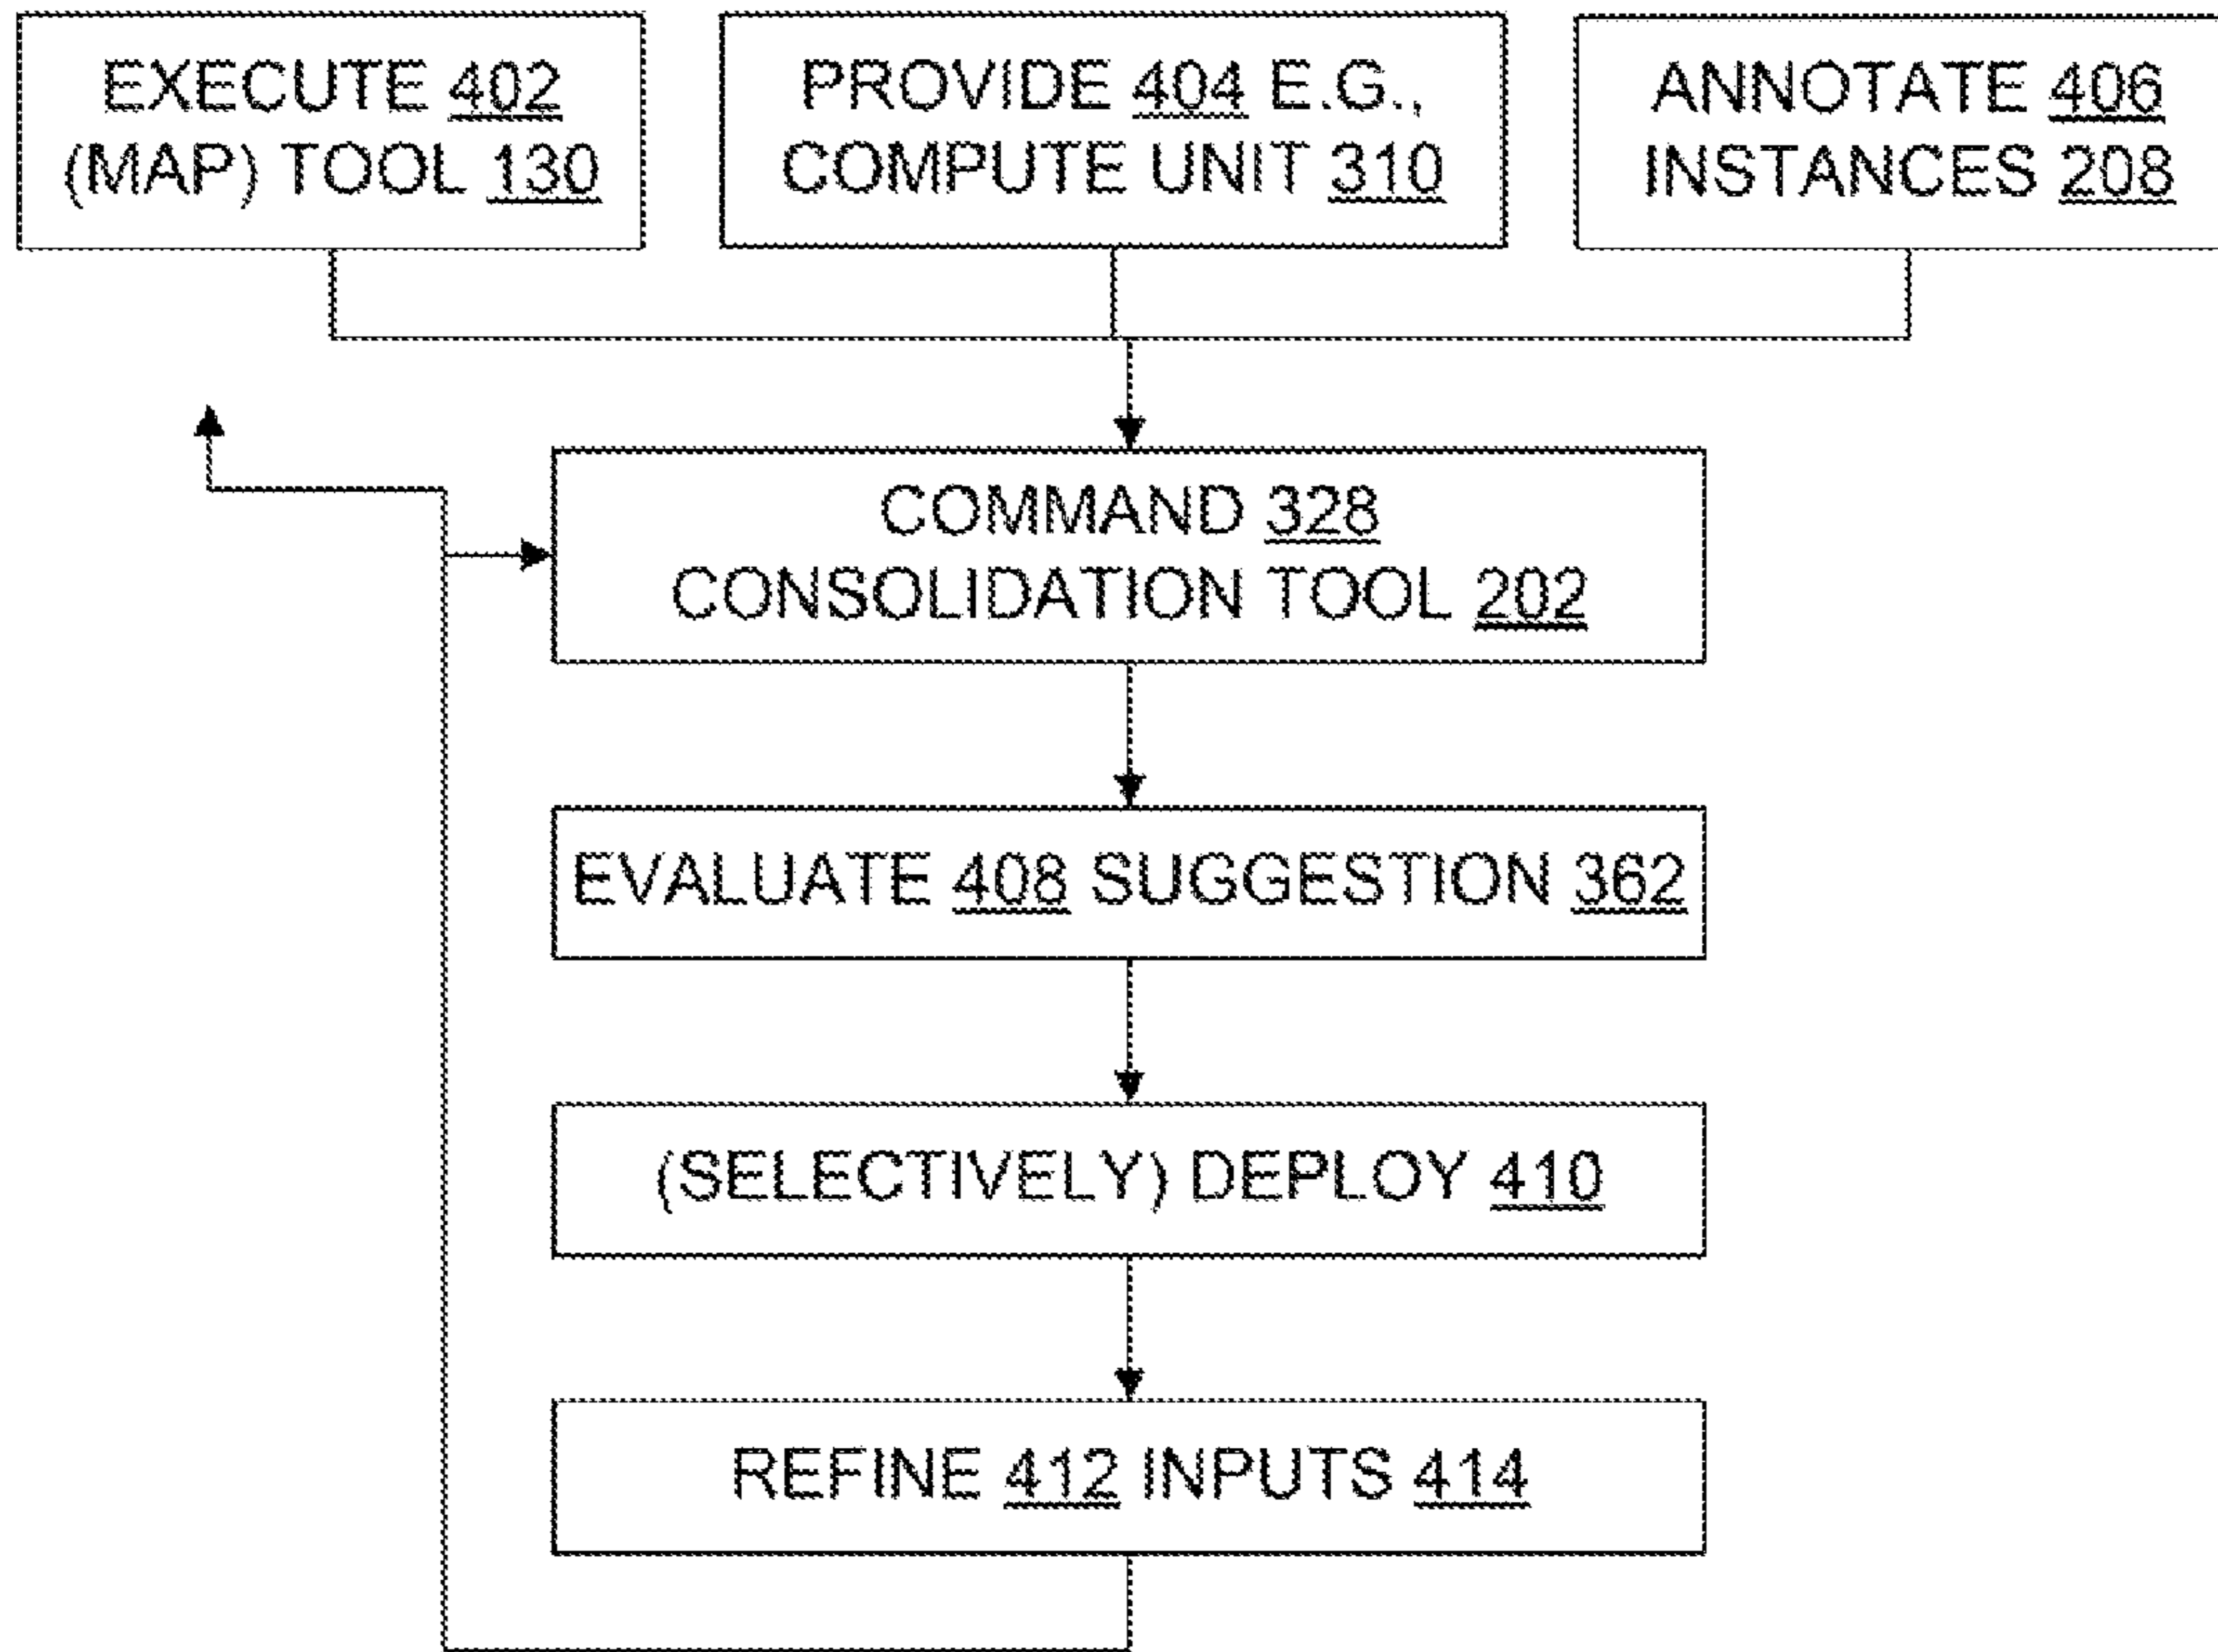 EXECUTE 402
(MAP) TOOL 130
PROVIDE 404 E.G.,
COMPUTE UNIT 310
ANNOTATE 406
INSTANCES 208
COMMAND 328
CONSOLIDATION TOOL 202
EVALUATE 408 SUGGESTION 362
(SELECTIVELY) DEPLOY 410
REFINE 412 INPUTS 414